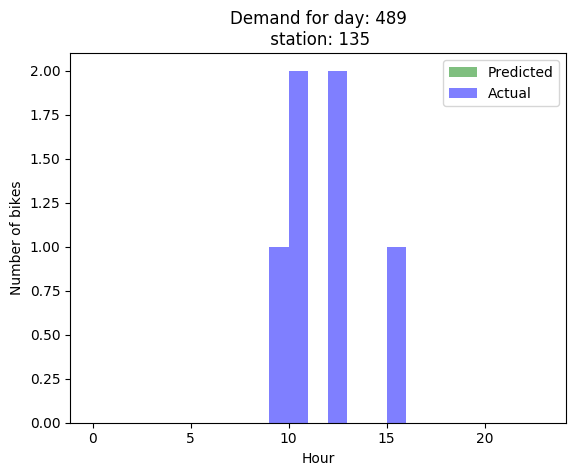 Demand for day: 489
station: 135
Predicted
Actual
2.00
1.75
1.50
1.25
1.00
0.75
0.50
0.25
0.00
Number of bikes
0 5 10 15 20
Hour